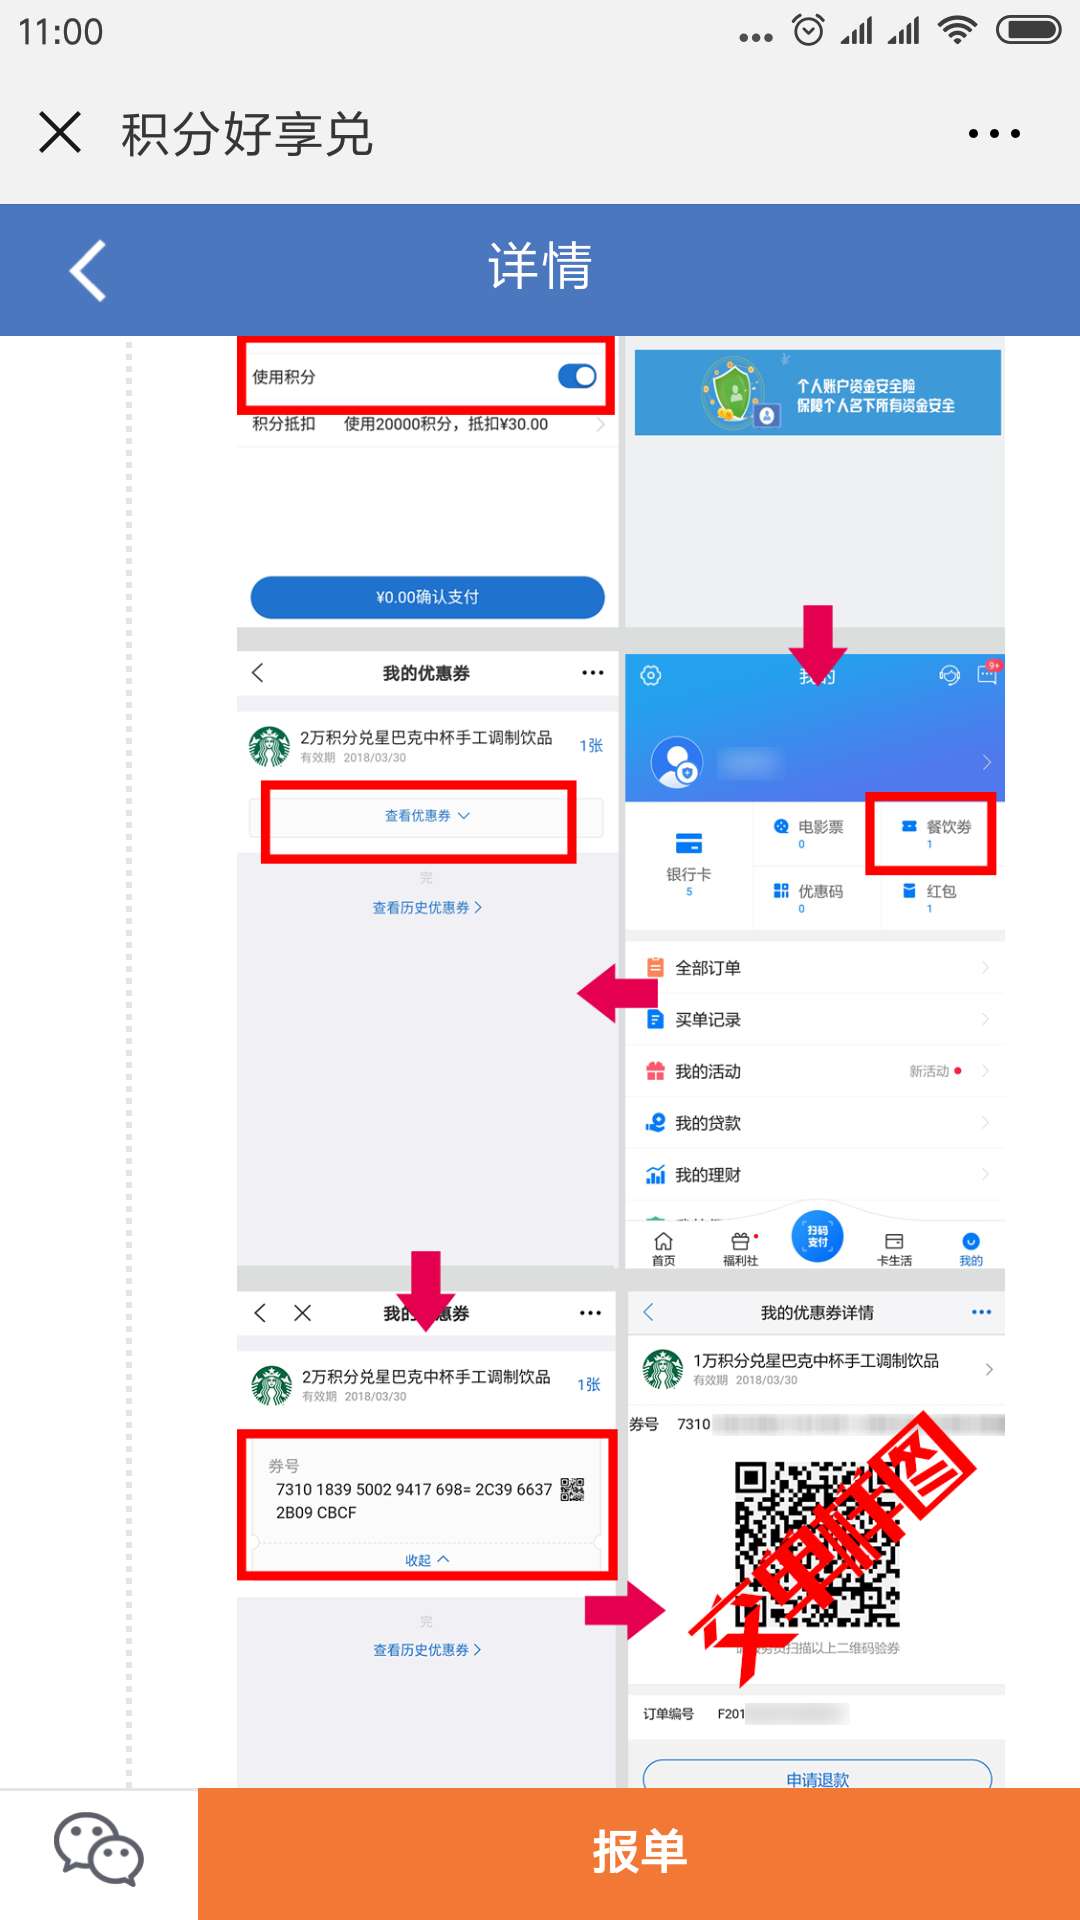 11:00
积分好享兑
详情
使用积分
积分抵扣 使用20000积分，抵扣¥30.00
¥0.00确认支付
个人账户资金安全险
保障个人名下所有资金安全
我的优惠券
2万积分兑星巴克中杯手工调制饮品
有效期 2018/03/30
1张
查看优惠券
完
查看历史优惠券
我的
9+
银行卡
5
电影票
0
餐饮券
1
优惠码
0
红包
1
全部订单
买单记录
我的活动
新活动
我的贷款
我的理财
首页
福利社
扫码
支付
卡生活
我的
我的优惠券
2万积分兑星巴克中杯手工调制饮品
有效期 2018/03/30
1张
券号
7310 1839 5002 9417 698= 2C39 6637
2B09 CBCF
收起
完
查看历史优惠券
我的优惠券详情
1万积分兑星巴克中杯手工调制饮品
有效期 2018/03/30
券号 7310
交单样图
扫描以上二维码验券
订单编号 F201
申请退款
报单